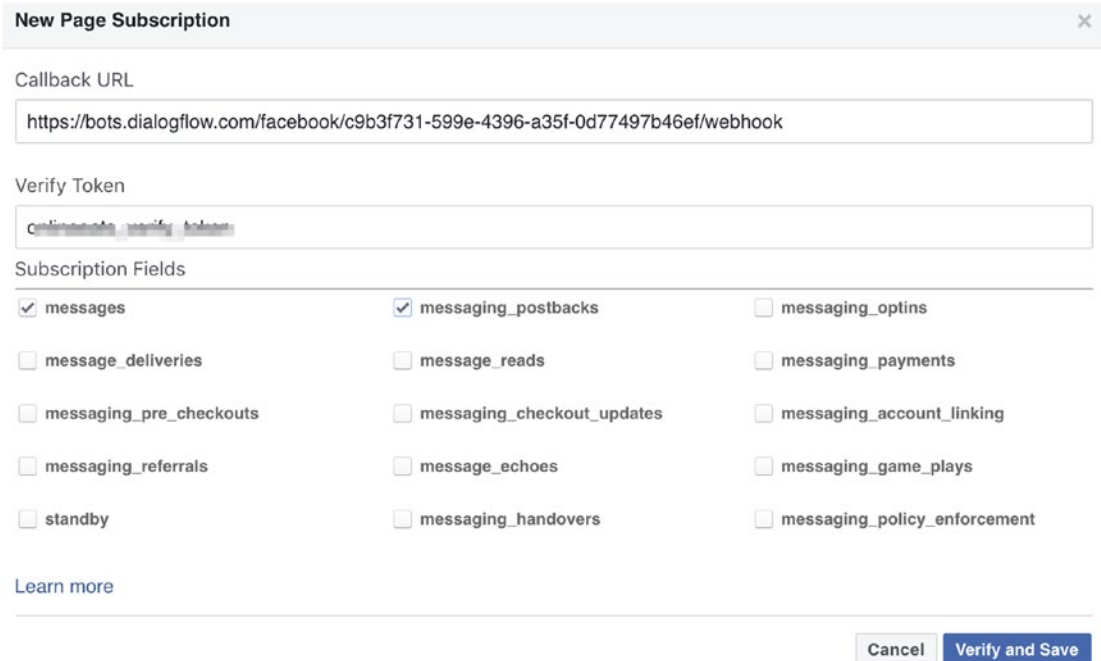 New Page Subscription
Callback URL
https://bots.dialogflow.com/facebook/c9b3f731-599e-4396-a35f-0d77497b46ef/webhook
Verify Token
Subscription Fields
messages messaging_postbacks messaging_optins
message_deliveries message_reads messaging_payments
messaging_pre_checkouts messaging_checkout_updates messaging_account_linking
messaging_referrals message_echoes messaging_game_plays
standby messaging_handovers messaging_policy_enforcement
Learn more
Cancel Verify and Save